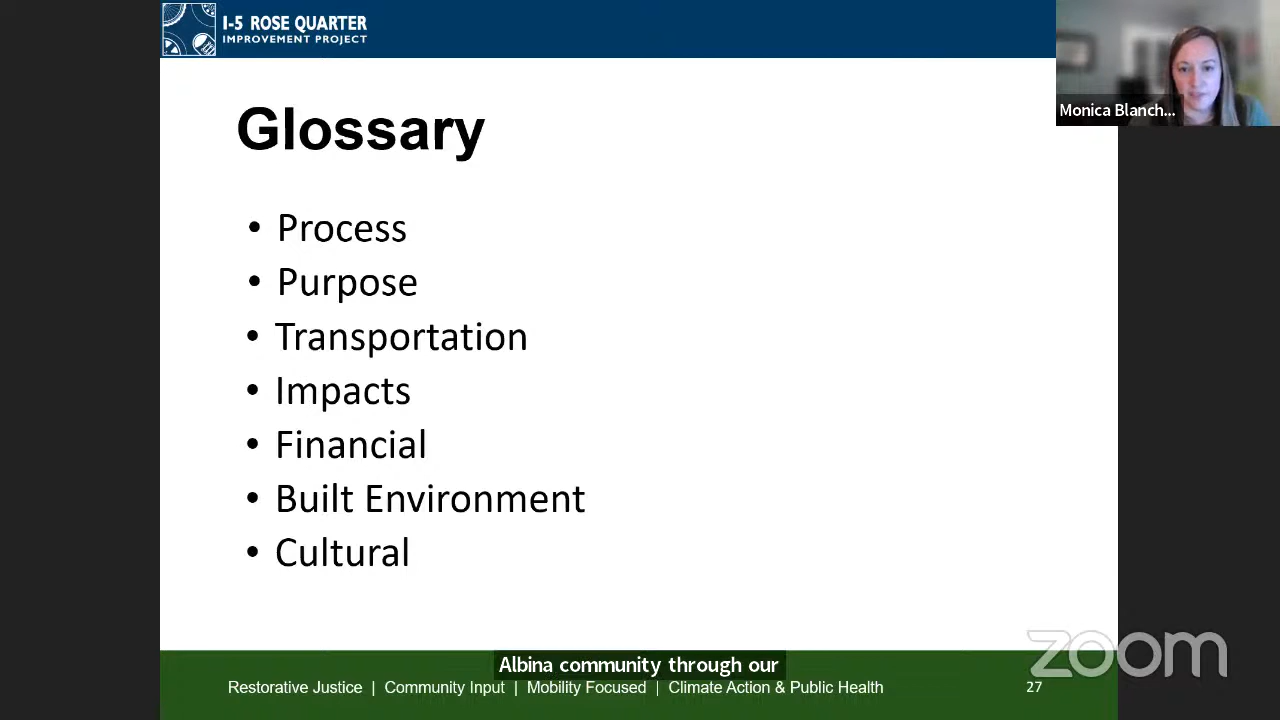 I-5 ROSE QUARTER
IMPROVEMENT PROJECT
Monica Blanch...
Glossary
• Process
• Purpose
• Transportation
• Impacts
• Financial
• Built Environment
• Cultural
Albina community through our
Restorative Justice | Community Input | Mobility Focused | Climate Action & Public Health
27
zoom